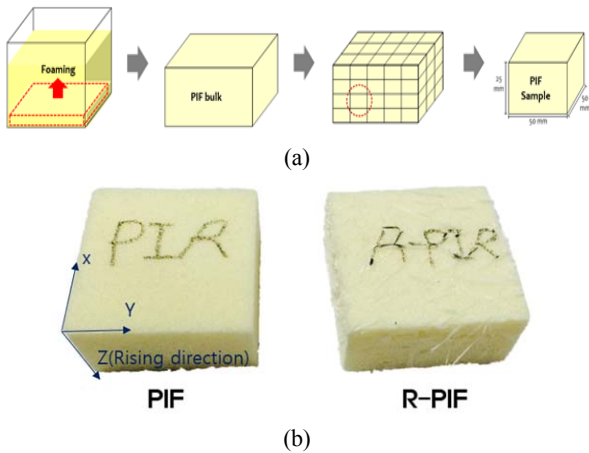 Foaming
PIF bulk
PIF
Sample
25
mm
50 mm
50
mm
(a)
PIR
R-PIR
X
Y
Z(Rising direction)
PIF
R-PIF
(b)